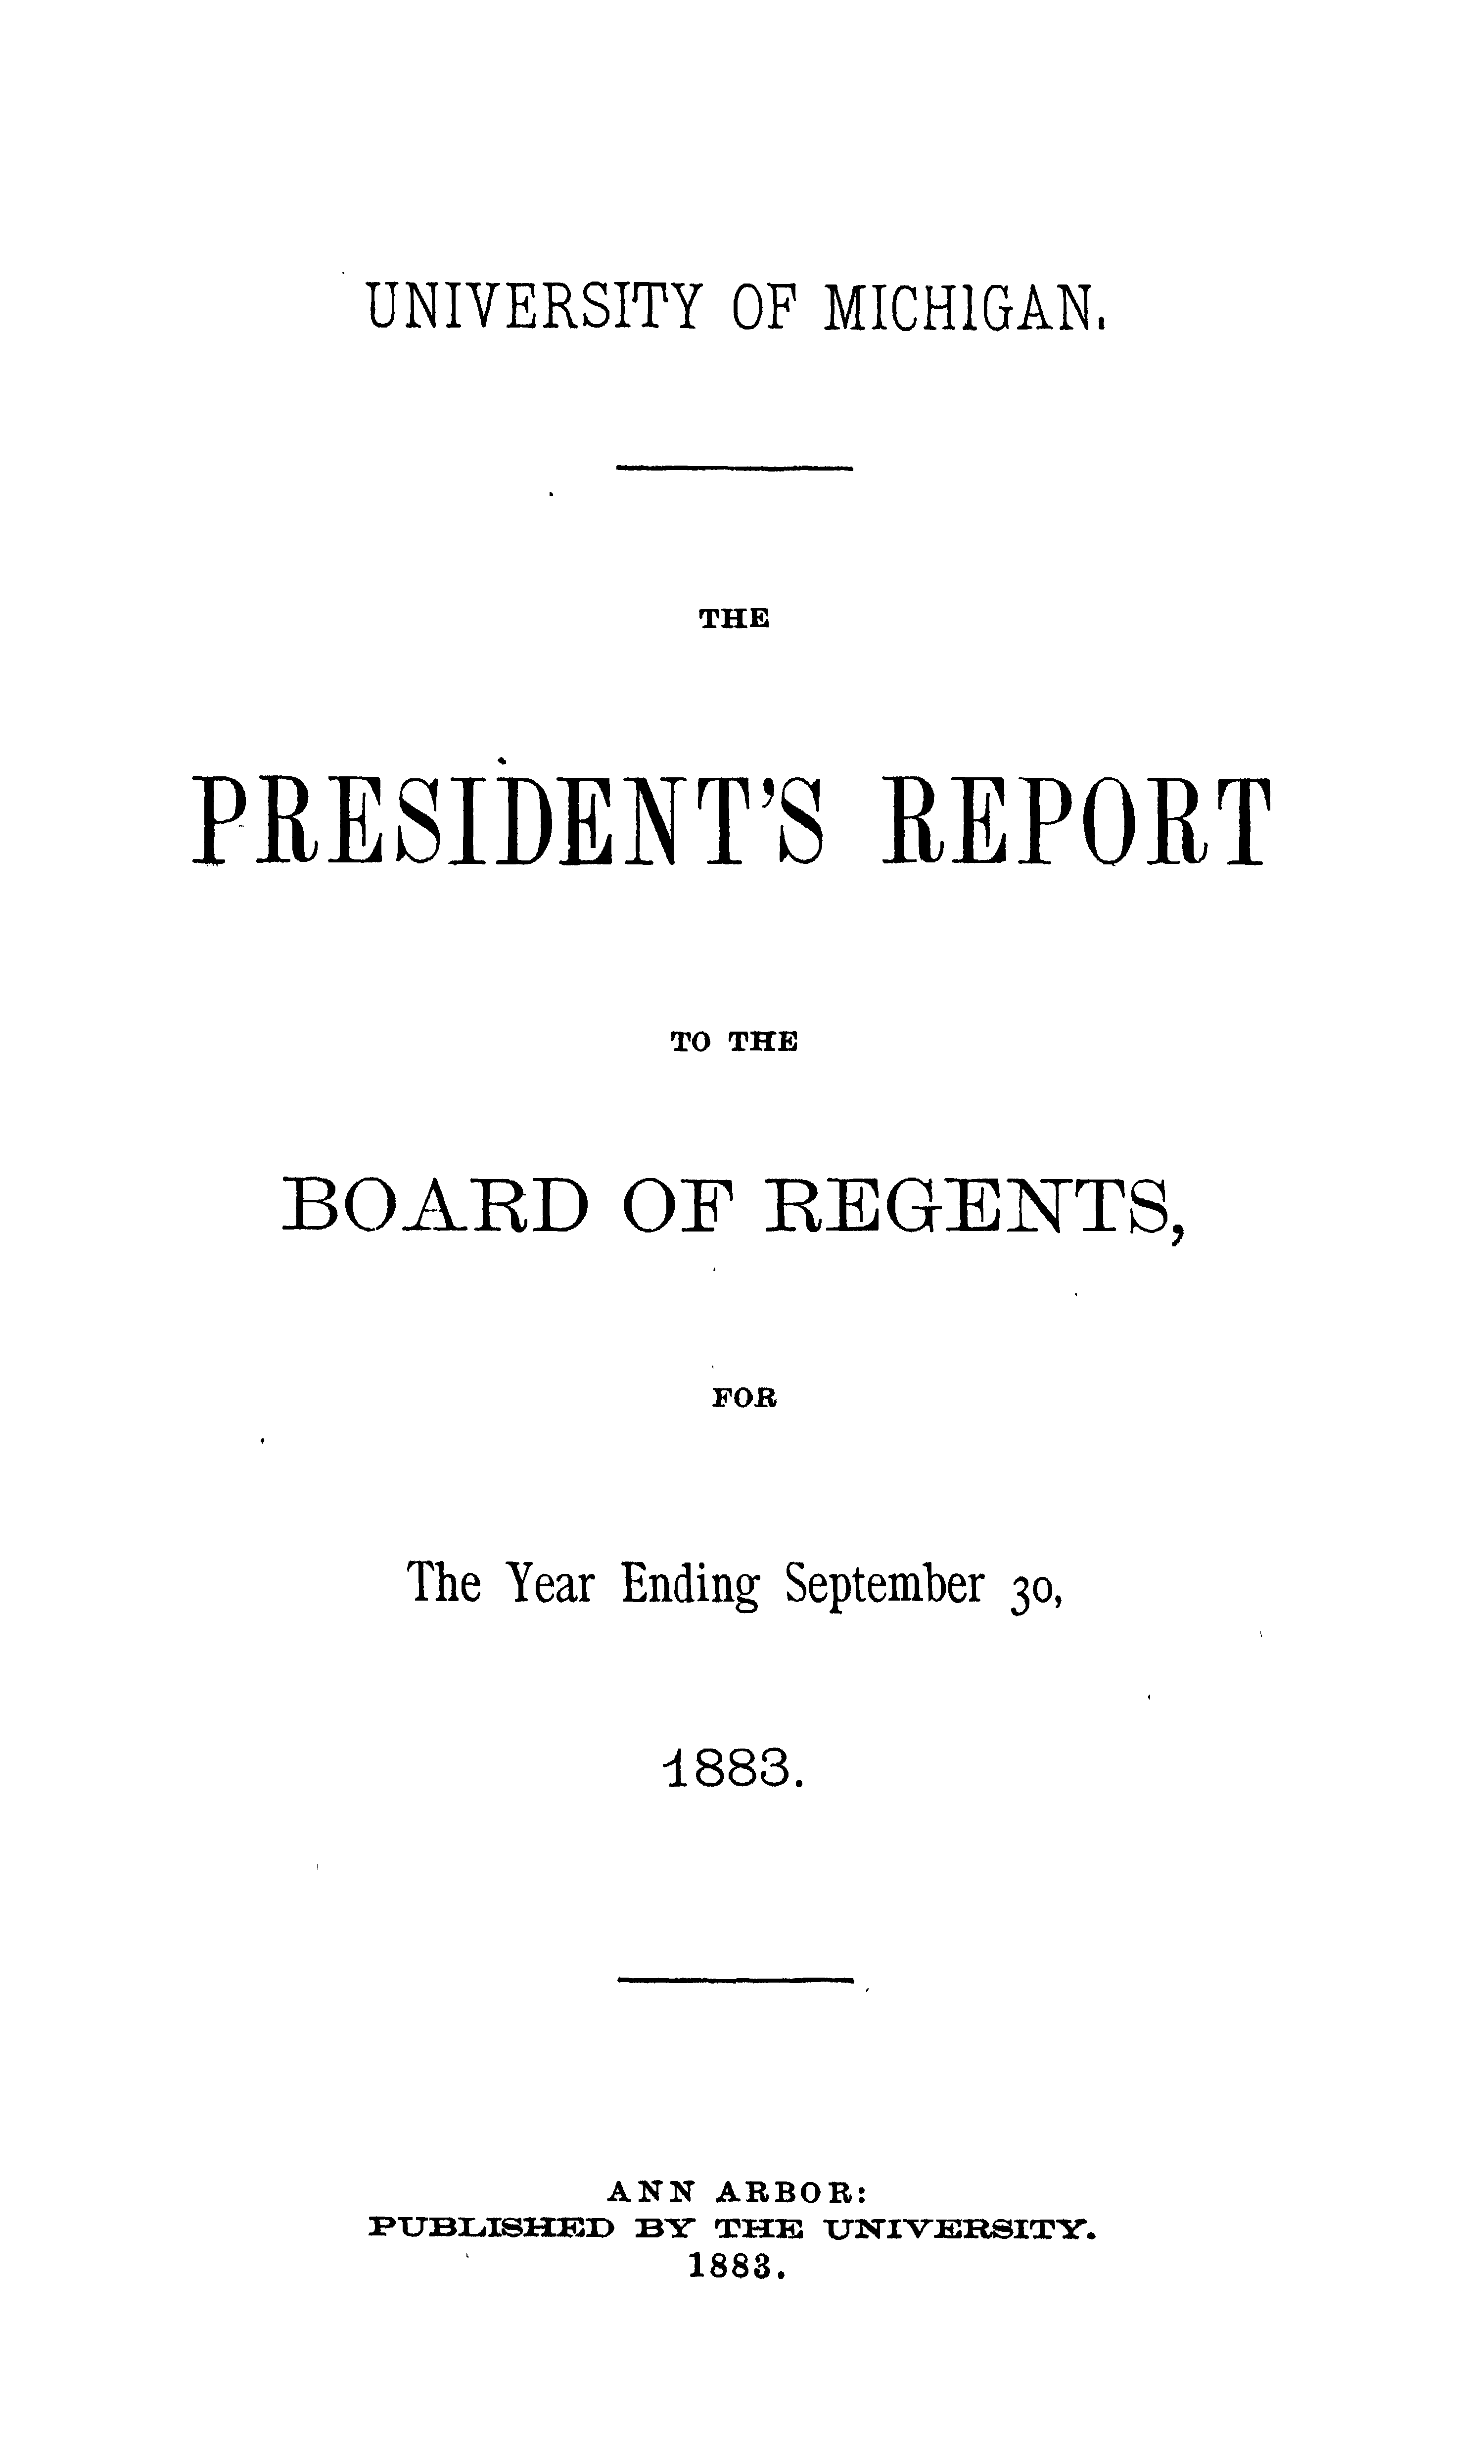 UNIVERSITY OF MICHIGAN.
THE
PRESIDENT'S REPORT
TO THE
BOARD OF REGENTS,
FOR
The Year Ending September 30,
1883.
ANN ARBOR:
PUBLISHED BY THE UNIVERSITY.
1883.